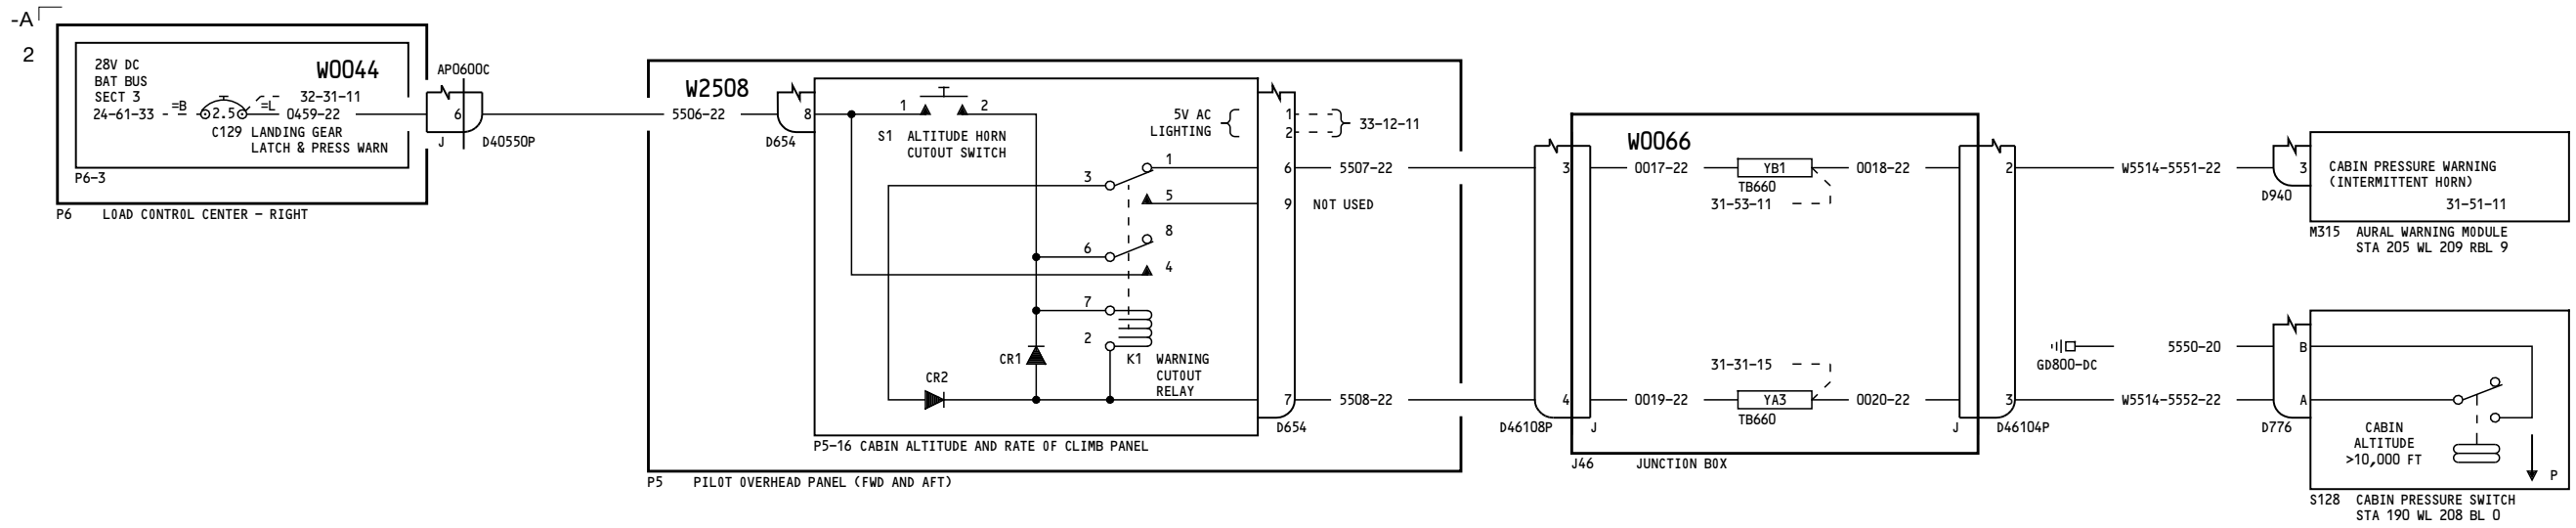 -A
2
28V DC
BAT BUS
SECT 3
24-61-33
=B
2.5
=L
W0044
32-31-11
0459-22
C129 LANDING GEAR
LATCH & PRESS WARN
P6-3
P6 LOAD CONTROL CENTER - RIGHT
AP0600C
6
J
D40550P
W2508
5506-22
8
D654
1
2
S1 ALTITUDE HORN
CUTOUT SWITCH
3
1
5
6
8
4
7
2
CR1
CR2
K1 WARNING
CUTOUT
RELAY
5V AC
LIGHTING
1
2
33-12-11
6
5507-22
9
NOT USED
7
5508-22
D654
P5-16 CABIN ALTITUDE AND RATE OF CLIMB PANEL
P5 PILOT OVERHEAD PANEL (FWD AND AFT)
W0066
3
0017-22
YB1
TB660
31-53-11
0018-22
2
31-31-15
4
0019-22
YA3
TB660
0020-22
3
D46108P
J
J
D46104P
J46 JUNCTION BOX
W5514-5551-22
3
D940
CABIN PRESSURE WARNING
(INTERMITTENT HORN)
31-51-11
M315 AURAL WARNING MODULE
STA 205 WL 209 RBL 9
GD800-DC
5550-20
B
W5514-5552-22
A
D776
CABIN
ALTITUDE
>10,000 FT
P
S128 CABIN PRESSURE SWITCH
STA 190 WL 208 BL 0